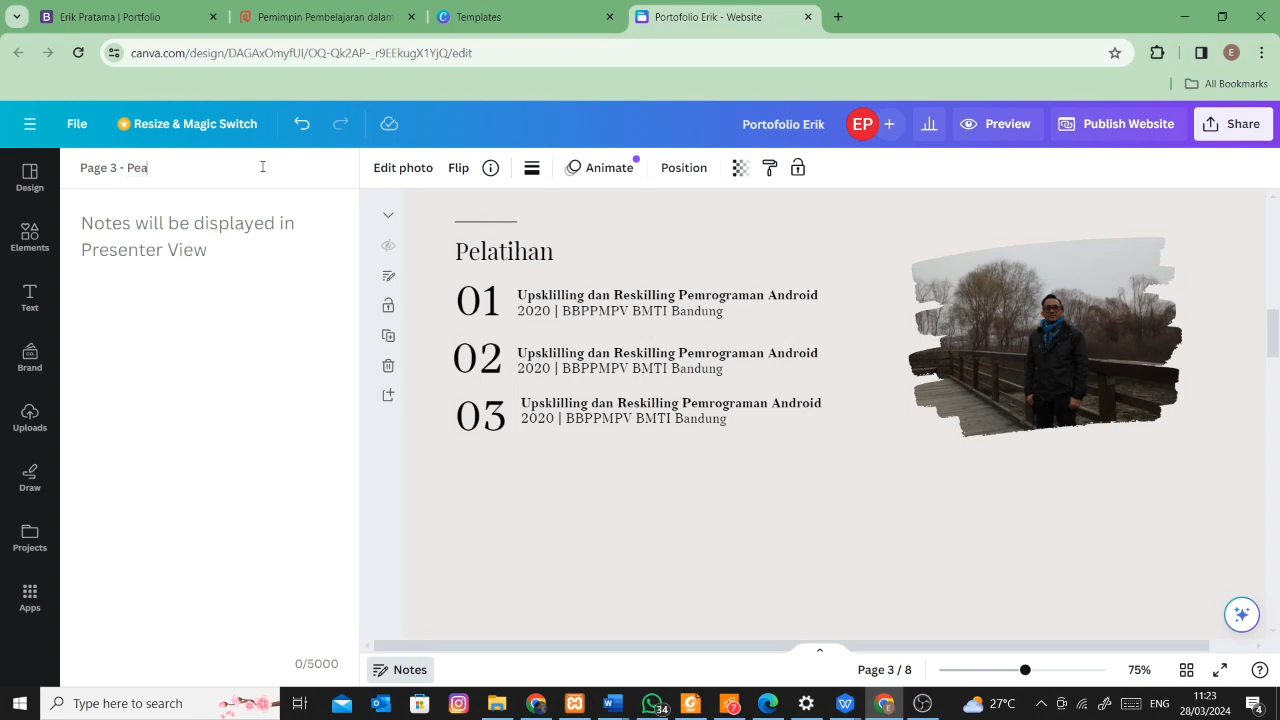 Erik Pratama | Portfolio
Pemimpin Pembelajaran dalam
Templates
Portofolio Erik - Website
canva.com/design/DAGAxOmyfUI/OQ-Qk2AP-_r9EEkugX1YjQ/edit
E
All Bookmarks
File
Resize & Magic Switch
Portofolio Erik
EP
Preview
Publish Website
Share
Page 3 - Pea
Edit photo
Flip
Animate
Position
Design
Elements
Text
Brand
Uploads
Draw
Projects
Apps
Notes will be displayed in
Presenter View
Pelatihan
01
Upsklilling dan Reskilling Pemrograman Android
2020 | BBPPMPV BMTI Bandung
02
Upsklilling dan Reskilling Pemrograman Android
2020 | BBPPMPV BMTI Bandung
03
Upsklilling dan Reskilling Pemrograman Android
2020 | BBPPMPV BMTI Bandung
0/5000
Notes
Page 3 / 8
75%
Type here to search
34
27°C
ENG
11:23
28/03/2024
4